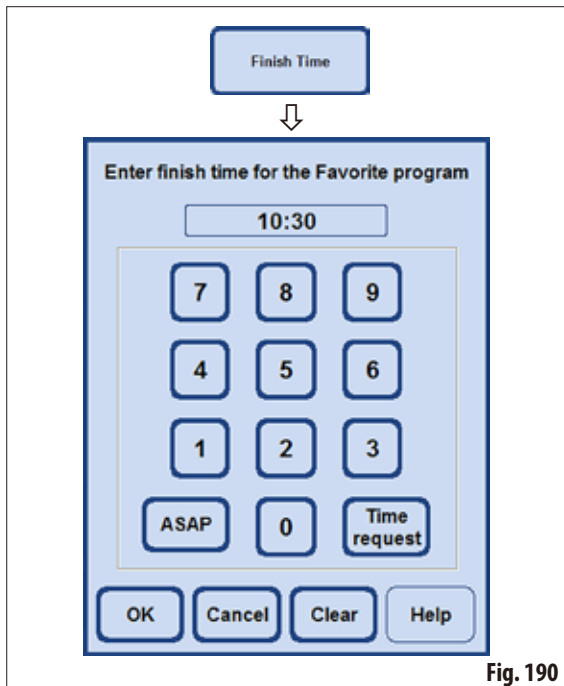 Finish Time
Enter finish time for the Favorite program
10:30
7 8 9
4 5 6
1 2 3
ASAP 0 Time
request
OK Cancel Clear Help
Fig. 190